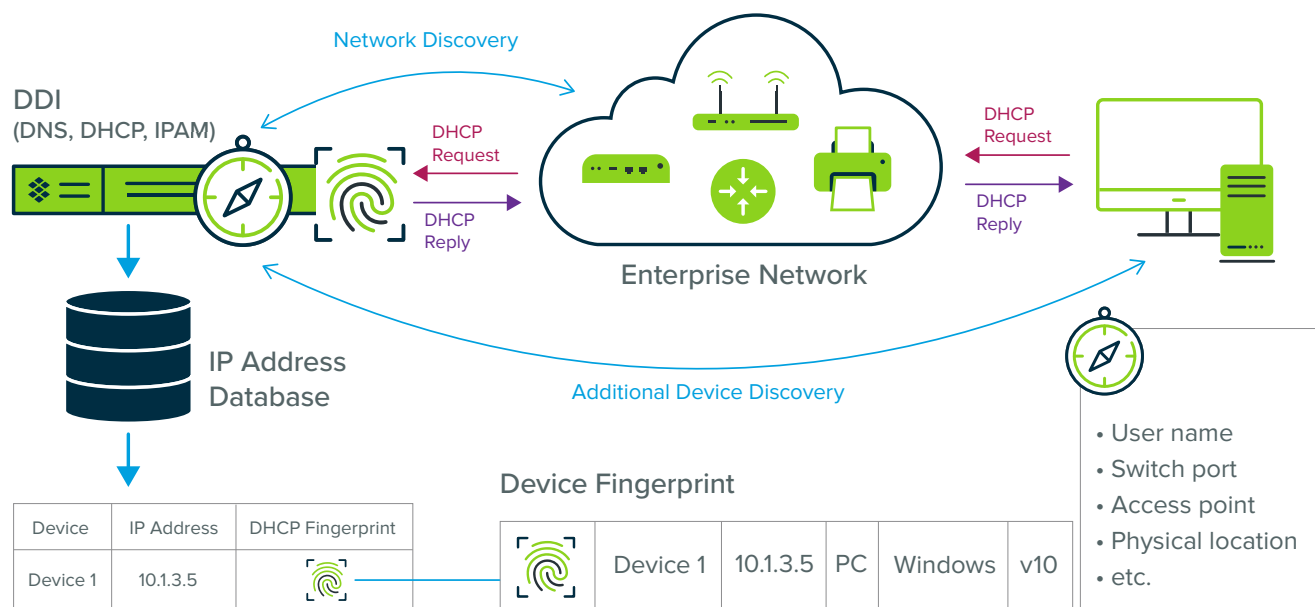 Network Discovery
DDI
(DNS, DHCP, IPAM)
DHCP
Request
DHCP
Reply
DHCP
Request
DHCP
Reply
Enterprise Network
IP Address
Database
Additional Device Discovery
• User name
• Switch port
• Access point
• Physical location
• etc.
Device Fingerprint
Device IP Address DHCP Fingerprint
Device 1 10.1.3.5
Device 1 10.1.3.5 PC Windows v10